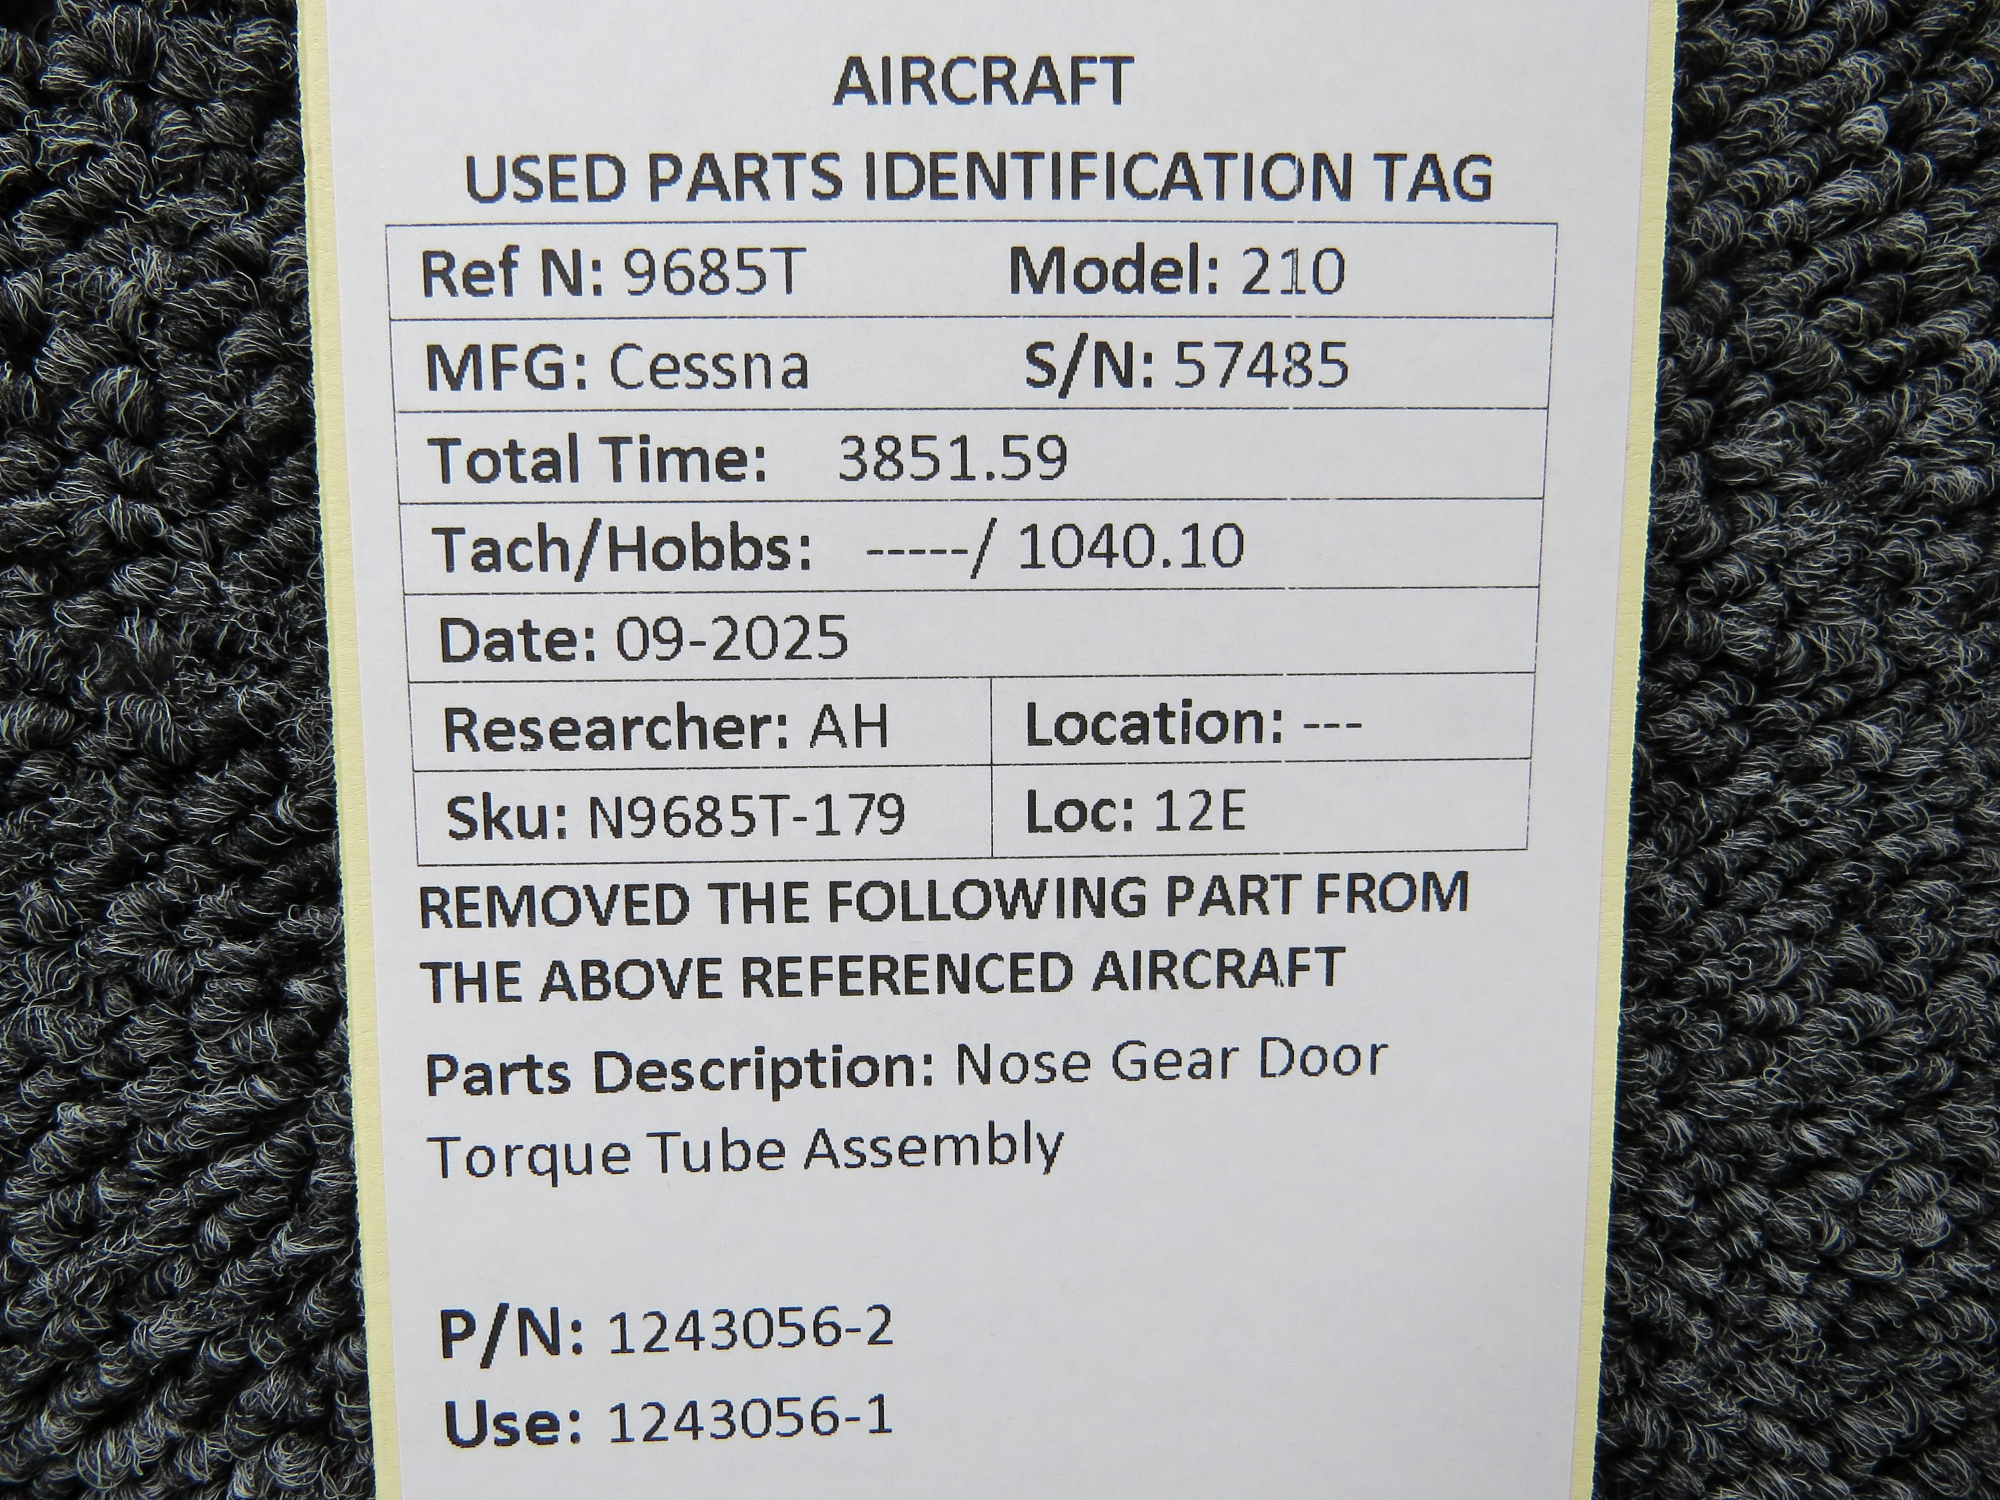 AIRCRAFT
USED PARTS IDENTIFICATION TAG
Ref N: 9685T Model: 210
MFG: Cessna S/N: 57485
Total Time: 3851.59
Tach/Hobbs: -----/ 1040.10
Date: 09-2025
Researcher: AH Location: ---
Sku: N9685T-179 Loc: 12E
REMOVED THE FOLLOWING PART FROM
THE ABOVE REFERENCED AIRCRAFT
Parts Description: Nose Gear Door
Torque Tube Assembly
P/N: 1243056-2
Use: 1243056-1